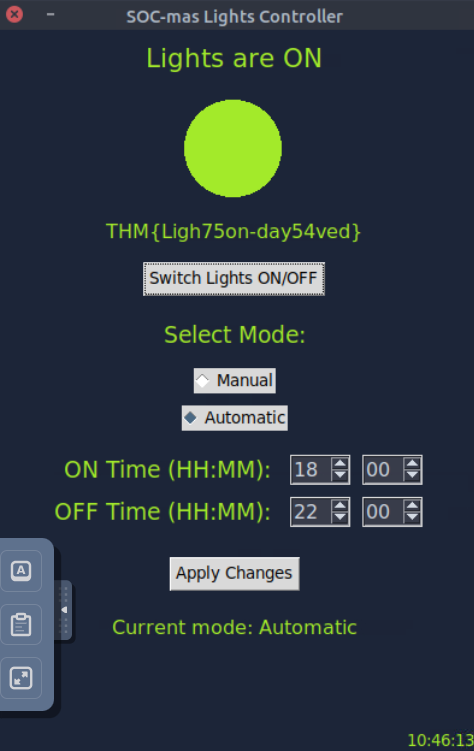 SOC-mas Lights Controller
Lights are ON
THM{Ligh75on-day54ved}
Switch Lights ON/OFF
Select Mode:
Manual
Automatic
ON Time (HH:MM): 18 00
OFF Time (HH:MM): 22 00
A
Apply Changes
Current mode: Automatic
10:46:13